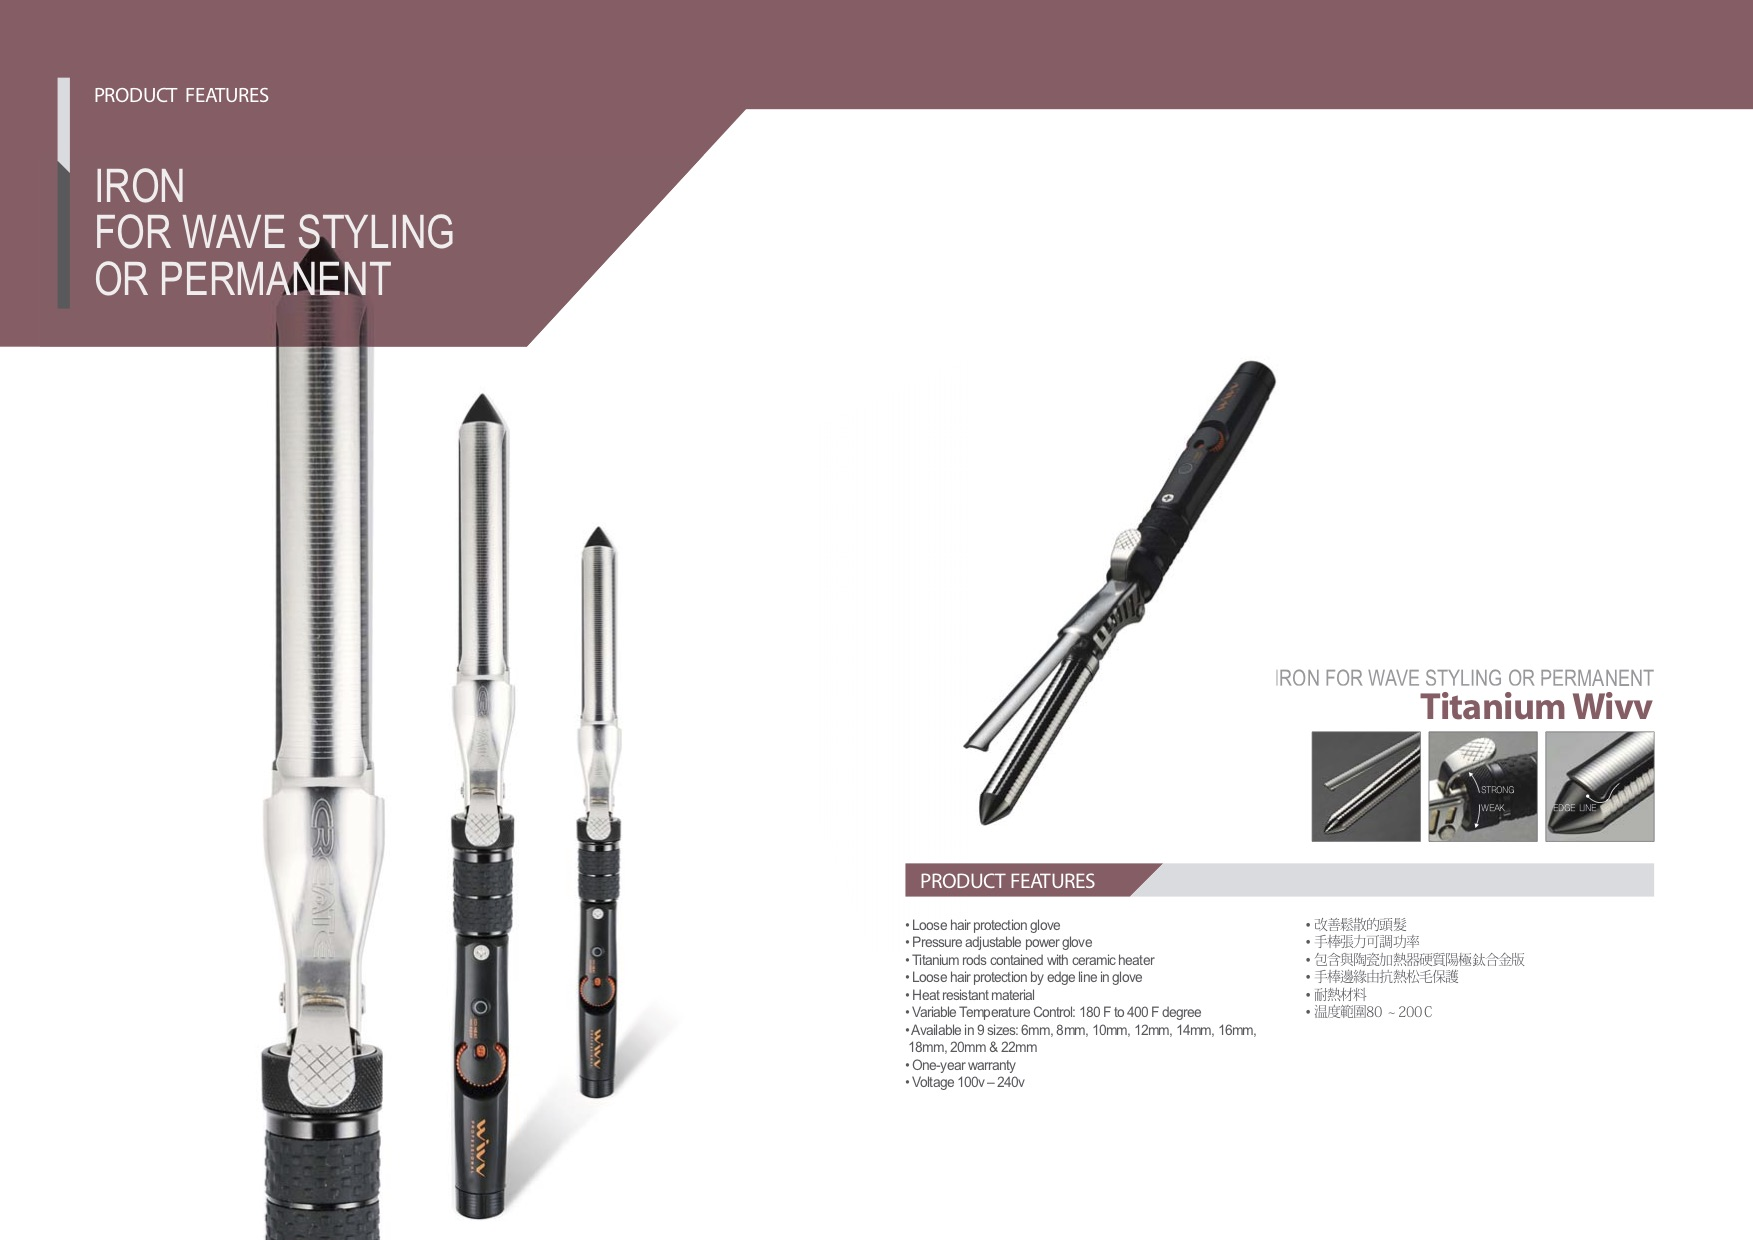 PRODUCT FEATURES
IRON
FOR WAVE STYLING
OR PERMANENT
CREATE
WIVV
PROFESSIONAL
WIVV
WIVV
IRON FOR WAVE STYLING OR PERMANENT
Titanium Wivv
STRONG
WEAK
EDGE LINE
PRODUCT FEATURES
• Loose hair protection glove
• Pressure adjustable power glove
• Titanium rods contained with ceramic heater
• Loose hair protection by edge line in glove
• Heat resistant material
• Variable Temperature Control: 180 F to 400 F degree
• Available in 9 sizes: 6mm, 8mm, 10mm, 12mm, 14mm, 16mm,
18mm, 20mm & 22mm
• One-year warranty
• Voltage 100v – 240v
• 改善鬆散的頭髮
• 手棒張力可調功率
• 包含與陶瓷加熱器硬質陽極鈦合金版
• 手棒邊緣由抗熱松毛保護
• 耐熱材料
• 温度範圍80 ~ 200C